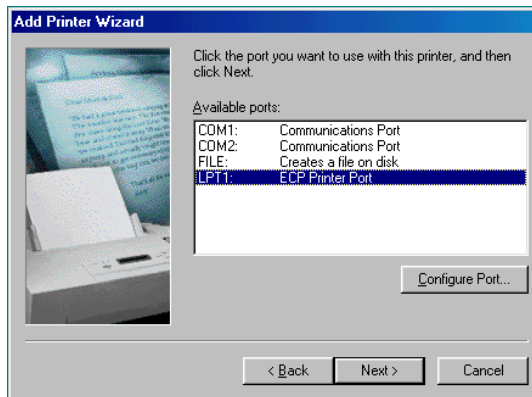 Add Printer Wizard
Click the port you want to use with this printer, and then
click Next.
Available ports:
COM1: Communications Port
COM2: Communications Port
FILE: Creates a file on disk
LPT1: ECP Printer Port
Configure Port...
< Back
Next >
Cancel